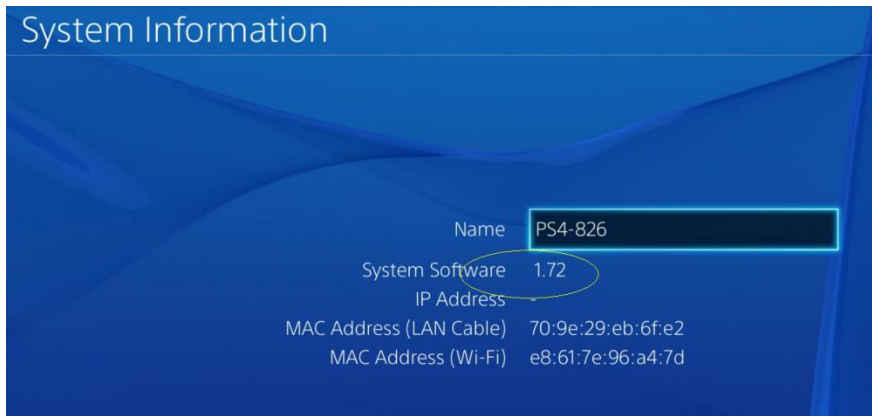 System Information
Name PS4-826
System Software 1.72
IP Address -
MAC Address (LAN Cable) 70:9e:29:eb:6f:e2
MAC Address (Wi-Fi) e8:61:7e:96:a4:7d